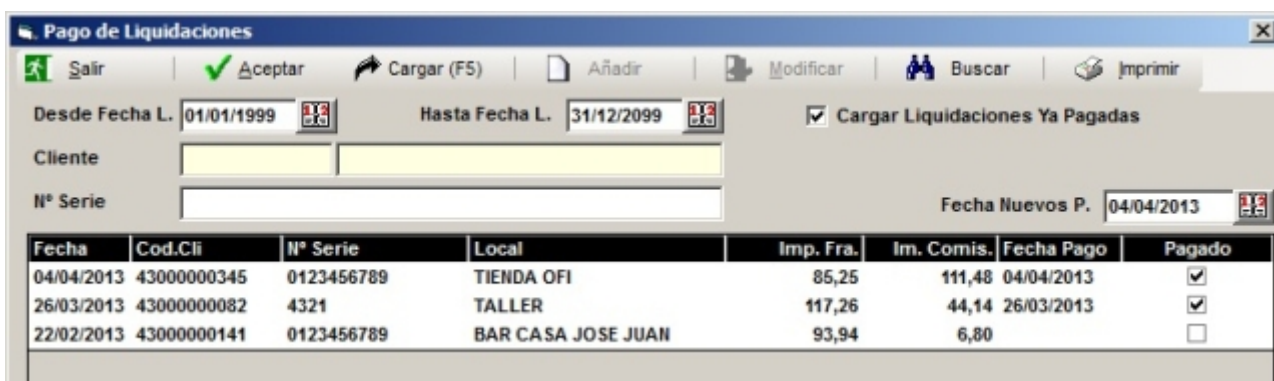 Pago de Liquidaciones
Salir Aceptar Cargar (F5) Añadir Modificar Buscar Imprimir
Desde Fecha L. 01/01/1999 Hasta Fecha L. 31/12/2099 Cargar Liquidaciones Ya Pagadas
Cliente
Nº Serie Fecha Nuevos P. 04/04/2013
Fecha Cod.Cli Nº Serie Local Imp. Fra. Im. Comis. Fecha Pago Pagado
04/04/2013 43000000345 0123456789 TIENDA OFI 85,25 111,48 04/04/2013
26/03/2013 43000000082 4321 TALLER 117,26 44,14 26/03/2013
22/02/2013 43000000141 0123456789 BAR CASA JOSE JUAN 93,94 6,80